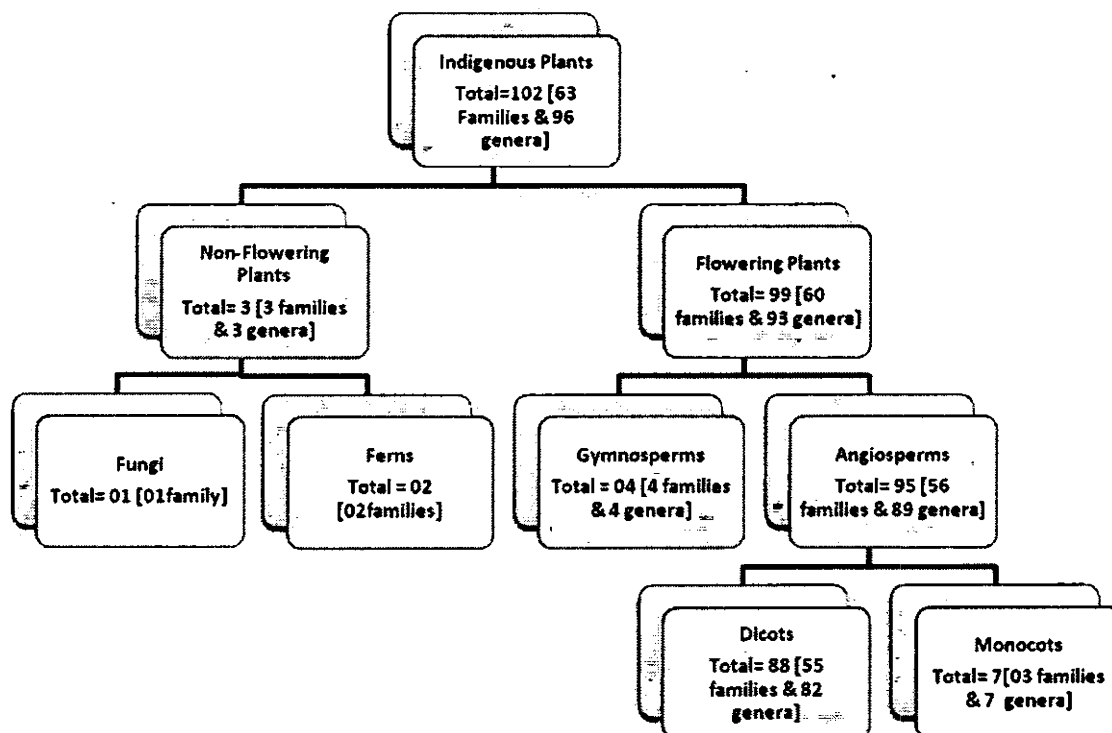 Indigenous Plants
Total=102 [63
Families & 96
genera]
Non-Flowering
Plants
Total= 3 [3 families
& 3 genera]
Flowering Plants
Total= 99 [60
families & 93 genera]
Fungi
Total= 01 [01family]
Ferns
Total = 02
[02families]
Gymnosperms
Total = 04 [4 families
& 4 genera]
Angiosperms
Total= 95 [56
families & 89 genera]
Dicots
Total= 88 [55
families & 82
genera]
Monocots
Total= 7[03 families
& 7 genera]